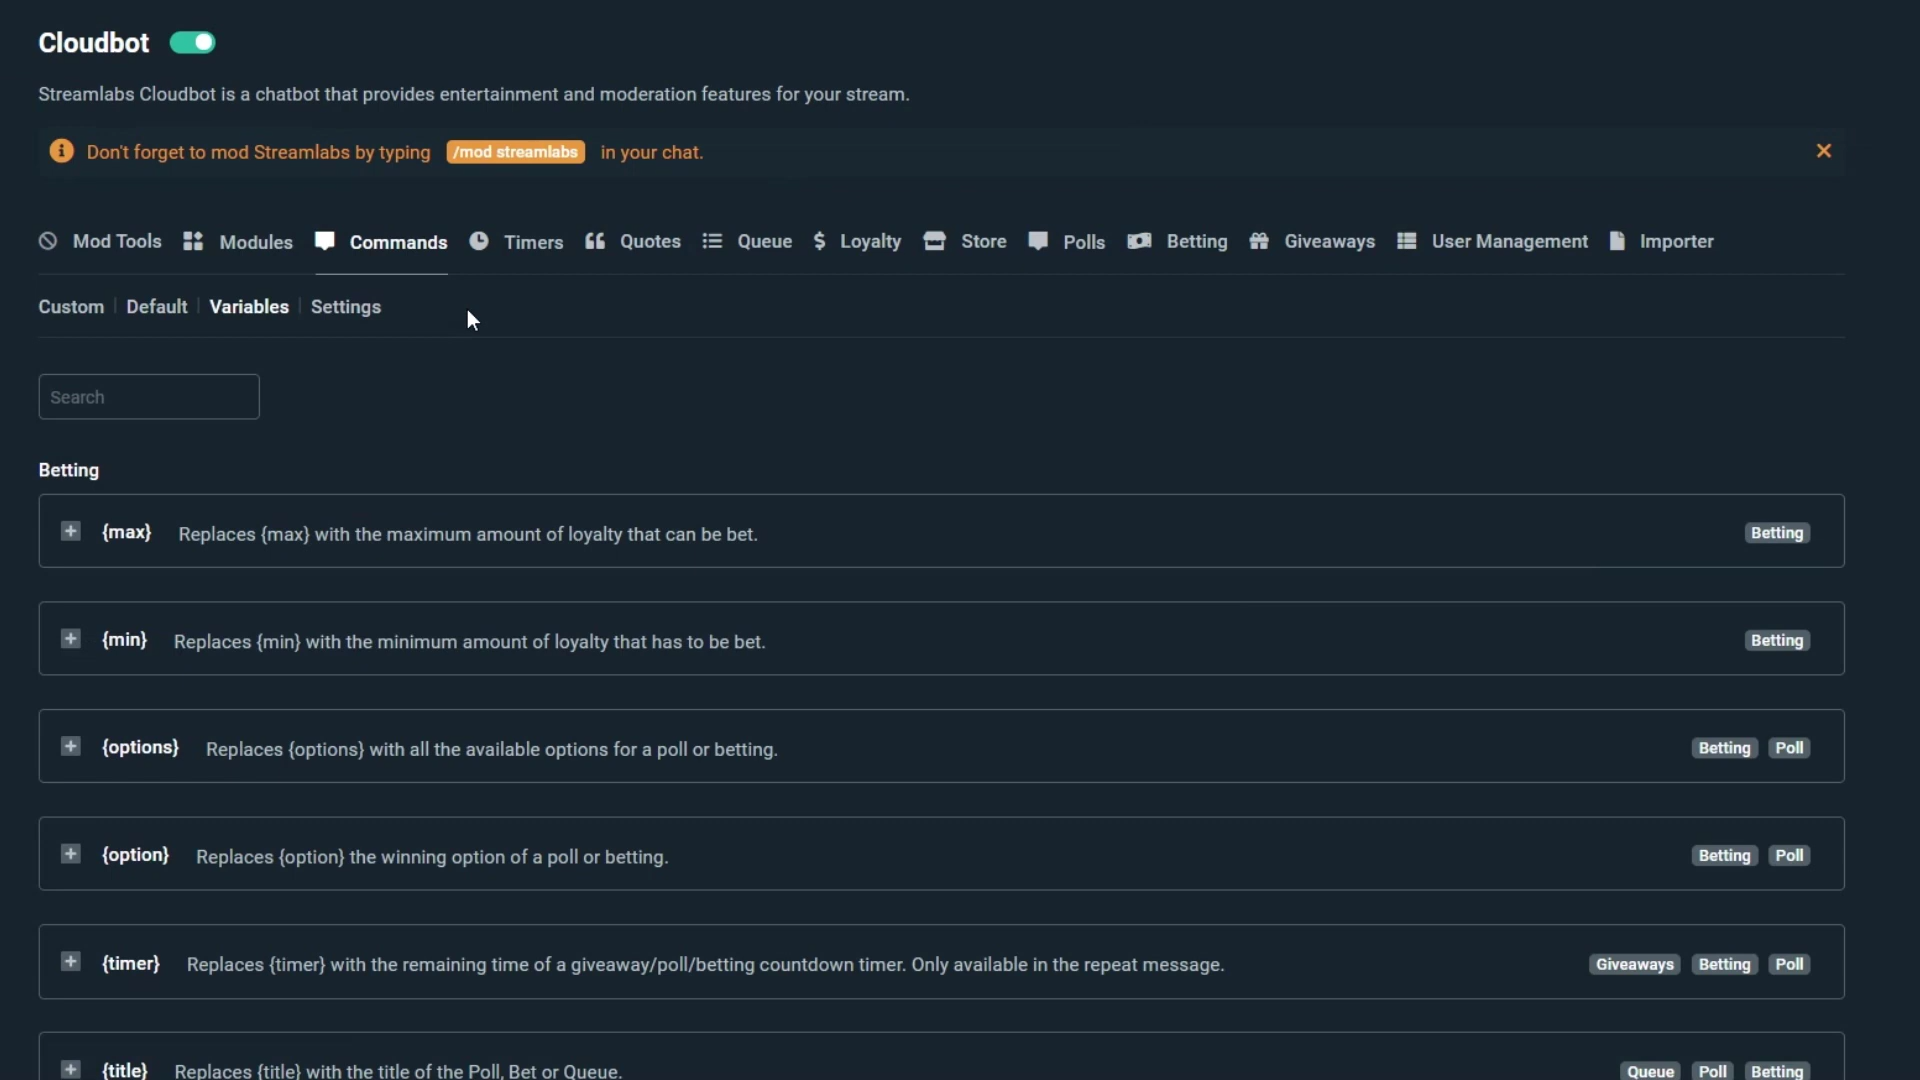 Cloudbot
Streamlabs Cloudbot is a chatbot that provides entertainment and moderation features for your stream.
Don't forget to mod Streamlabs by typing /mod streamlabs in your chat.
Mod Tools Modules Commands Timers Quotes Queue Loyalty Store Polls Betting Giveaways User Management Importer
Custom Default Variables Settings
Search
Betting
{max} Replaces {max} with the maximum amount of loyalty that can be bet. Betting
{min} Replaces {min} with the minimum amount of loyalty that has to be bet. Betting
{options} Replaces {options} with all the available options for a poll or betting. Betting Poll
{option} Replaces {option} the winning option of a poll or betting. Betting Poll
{timer} Replaces {timer} with the remaining time of a giveaway/poll/betting countdown timer. Only available in the repeat message. Giveaways Betting Poll
{title} Replaces {title} with the title of the Poll, Bet or Queue. Queue Poll Betting